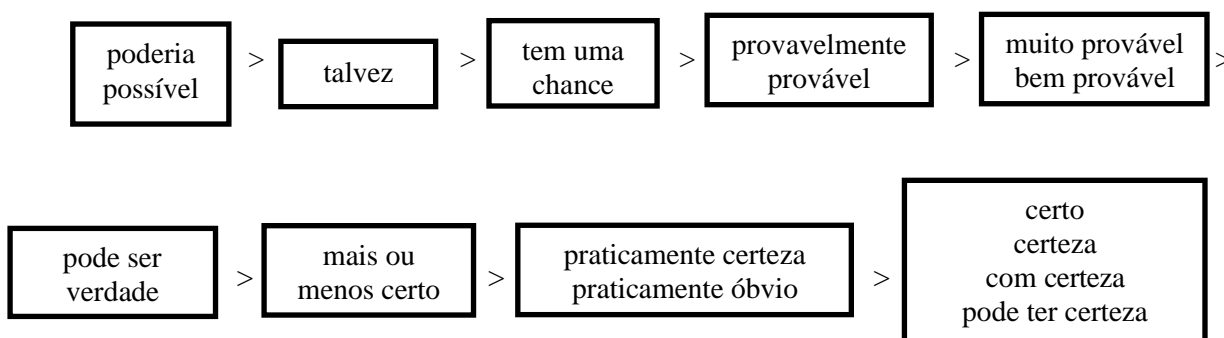 poderia
possível
>
talvez
>
tem uma
chance
>
provavelmente
provável
>
muito provável
bem provável
>
pode ser
verdade
>
mais ou
menos certo
>
praticamente certeza
praticamente óbvio
>
certo
certeza
com certeza
pode ter certeza